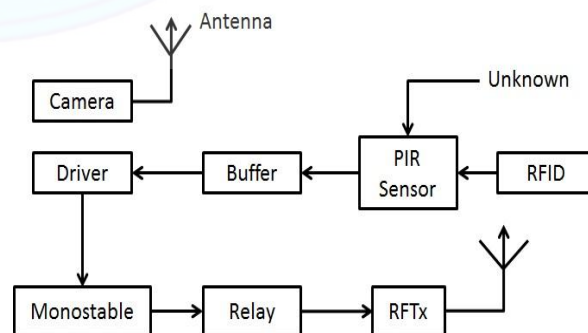 Antenna
Camera
Unknown
Driver
Buffer
PIR
Sensor
RFID
Monostable
Relay
RFTx